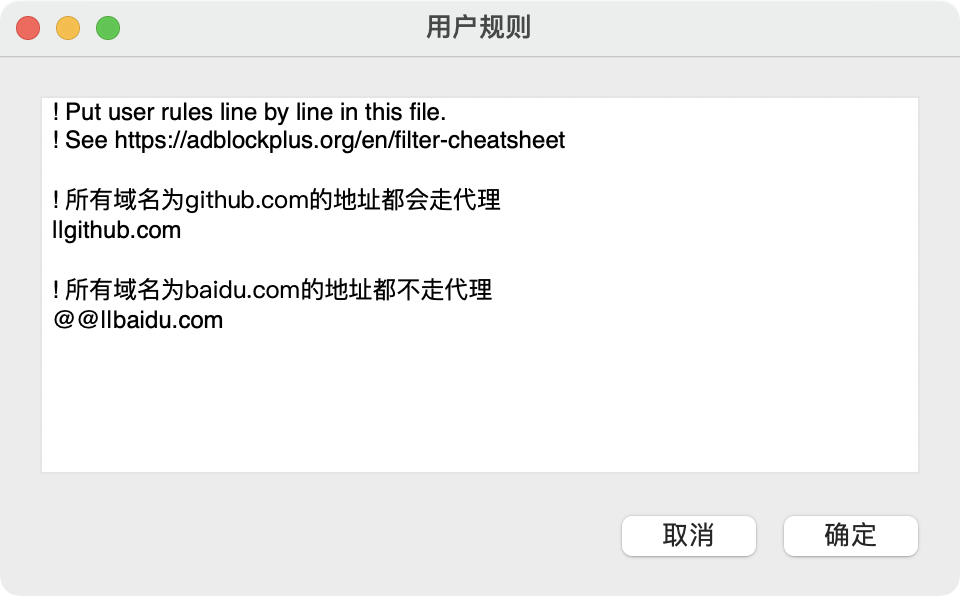 用户规则
! Put user rules line by line in this file.
! See https://adblockplus.org/en/filter-cheatsheet
! 所有域名为github.com的地址都会走代理
||github.com
! 所有域名为baidu.com的地址都不走代理
@@||baidu.com
取消
确定